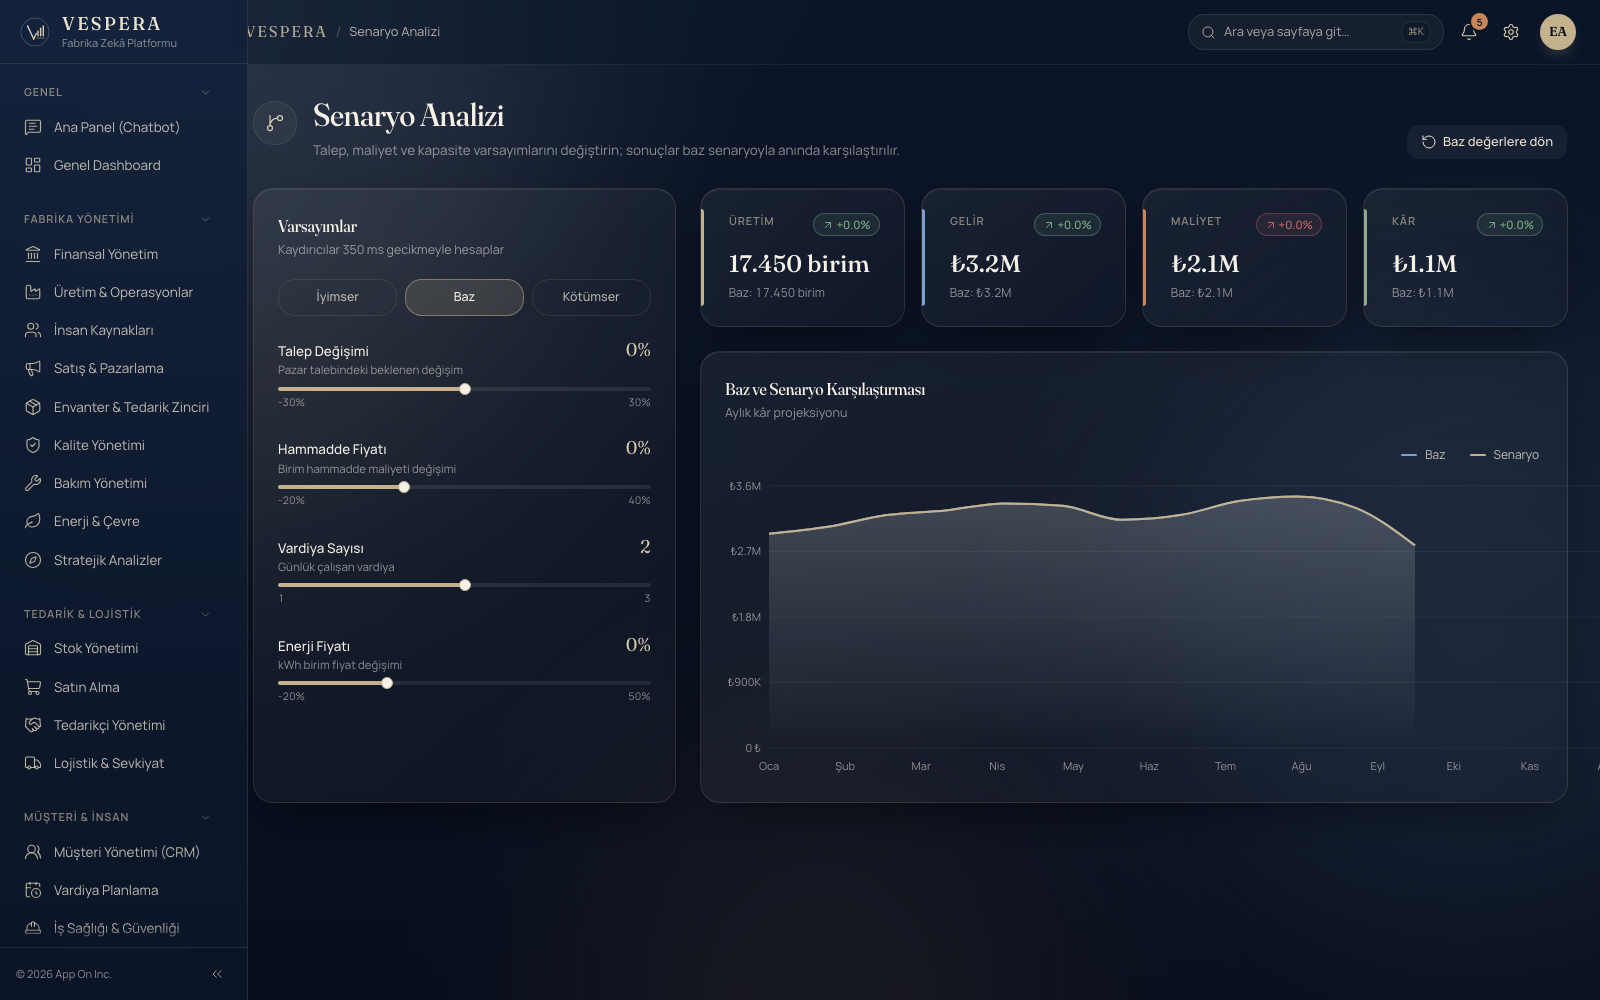 VESPERA
Fabrika Zekâ Platformu
GENEL
Ana Panel (Chatbot)
Genel Dashboard
FABRİKA YÖNETİMİ
Finansal Yönetim
Üretim & Operasyonlar
İnsan Kaynakları
Satış & Pazarlama
Envanter & Tedarik Zinciri
Kalite Yönetimi
Bakım Yönetimi
Enerji & Çevre
Stratejik Analizler
TEDARİK & LOJİSTİK
Stok Yönetimi
Satın Alma
Tedarikçi Yönetimi
Lojistik & Sevkiyat
MÜŞTERİ & İNSAN
Müşteri Yönetimi (CRM)
Vardiya Planlama
İş Sağlığı & Güvenliği
© 2026 App On Inc.
VESPERA / Senaryo Analizi
Ara veya sayfaya git... ⌘K
5
EA
Senaryo Analizi
Talep, maliyet ve kapasite varsayımlarını değiştirin; sonuçlar baz senaryoyla anında karşılaştırılır.
Baz değerlere dön
Varsayımlar
Kaydırıcılar 350 ms gecikmeyle hesaplar
İyimser Baz Kötümser
Talep Değişimi 0%
Pazar talebindeki beklenen değişim
-30% 30%
Hammadde Fiyatı 0%
Birim hammadde maliyeti değişimi
-20% 40%
Vardiya Sayısı 2
Günlük çalışan vardiya
1 3
Enerji Fiyatı 0%
kWh birim fiyat değişimi
-20% 50%
ÜRETİM +0.0%
17.450 birim
Baz: 17.450 birim
GELİR +0.0%
₺3.2M
Baz: ₺3.2M
MALİYET +0.0%
₺2.1M
Baz: ₺2.1M
KÂR +0.0%
₺1.1M
Baz: ₺1.1M
Baz ve Senaryo Karşılaştırması
Aylık kâr projeksiyonu
Baz Senaryo
₺3.6M
₺2.7M
₺1.8M
₺900K
0 ₺
Oca Şub Mar Nis May Haz Tem Ağu Eyl Eki Kas